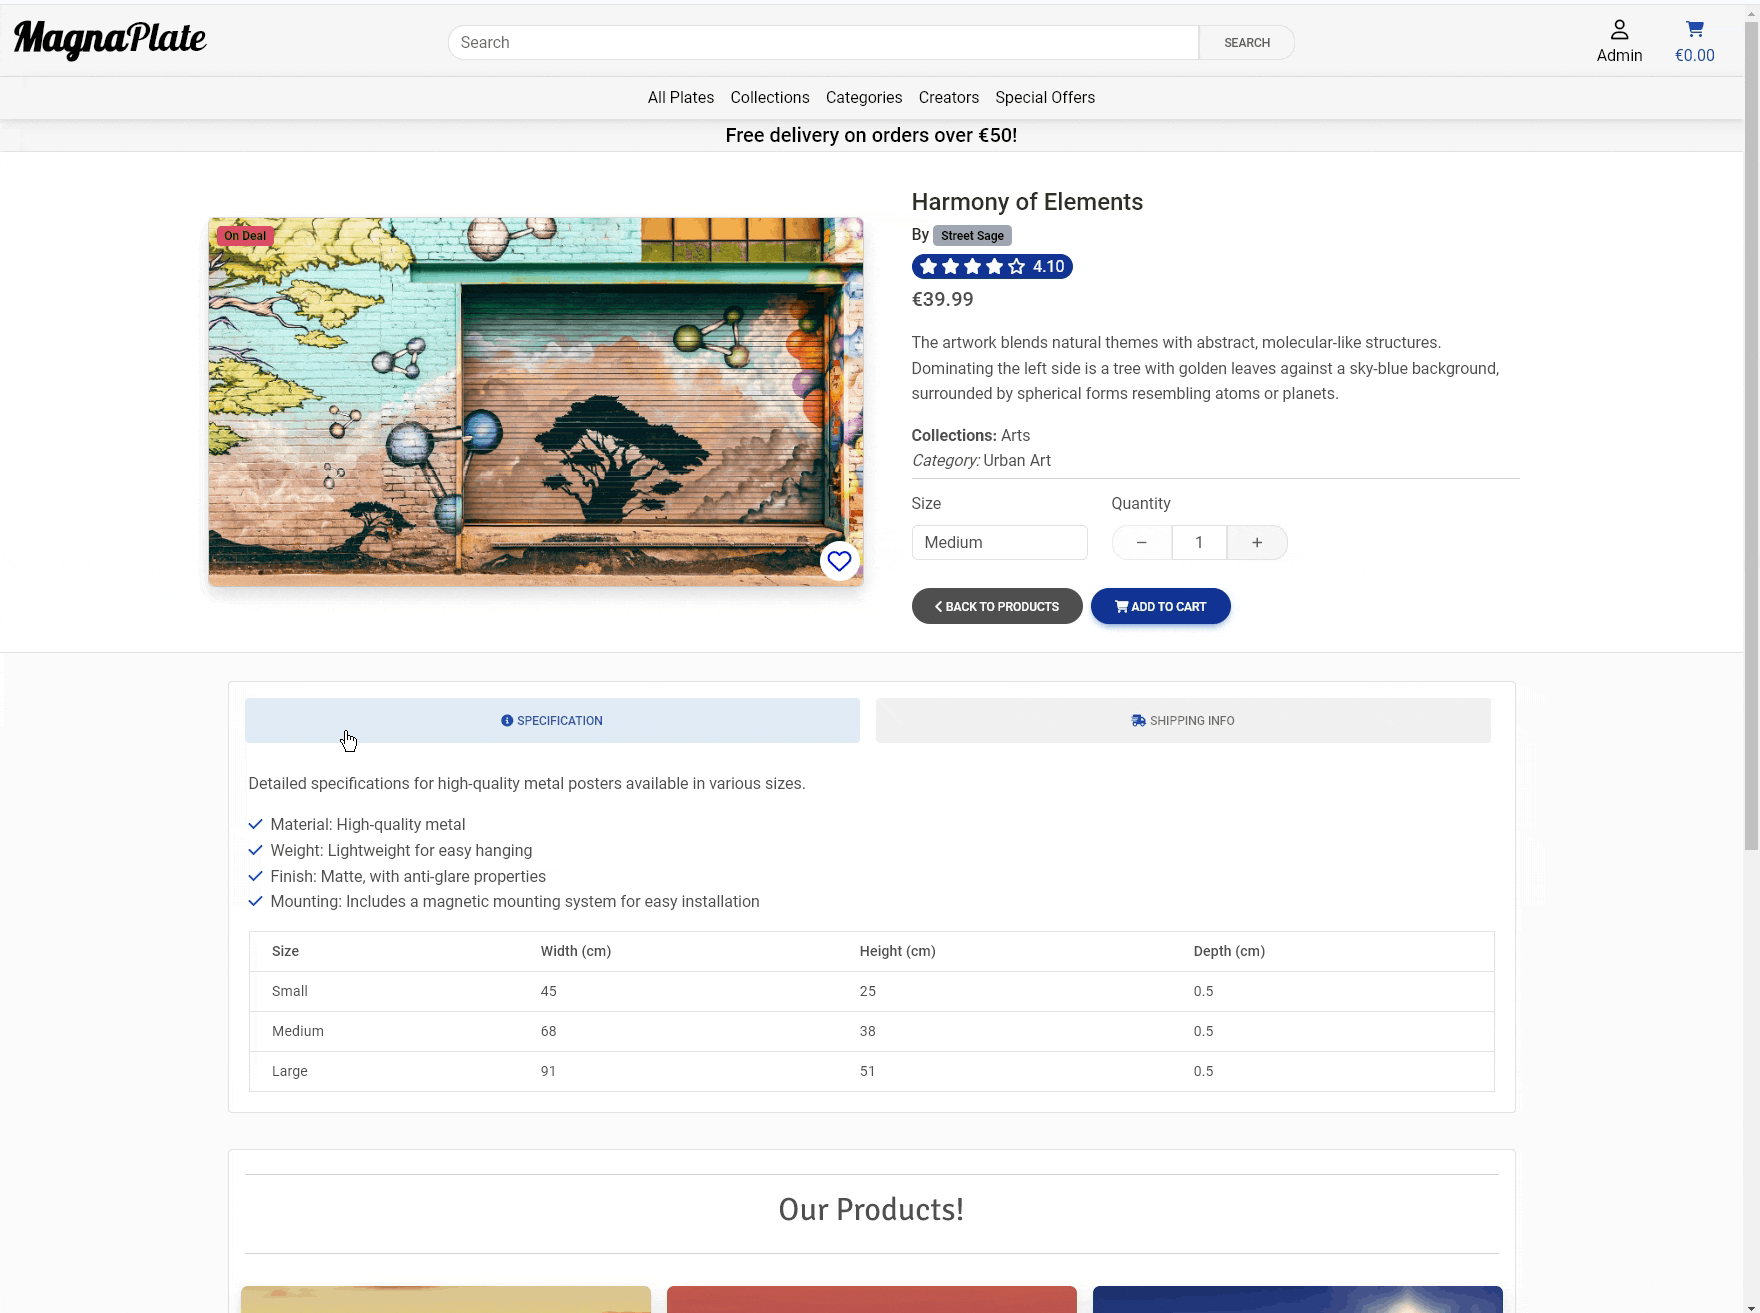 MagnaPlate
Search
SEARCH
Admin
€0.00
All Plates Collections Categories Creators Special Offers
Free delivery on orders over €50!
On Deal
Harmony of Elements
By Street Sage
4.10
€39.99
The artwork blends natural themes with abstract, molecular-like structures.
Dominating the left side is a tree with golden leaves against a sky-blue background,
surrounded by spherical forms resembling atoms or planets.
Collections: Arts
Category: Urban Art
Size Quantity
Medium − 1 +
BACK TO PRODUCTS ADD TO CART
SPECIFICATION SHIPPING INFO
Detailed specifications for high-quality metal posters available in various sizes.
Material: High-quality metal
Weight: Lightweight for easy hanging
Finish: Matte, with anti-glare properties
Mounting: Includes a magnetic mounting system for easy installation
Size Width (cm) Height (cm) Depth (cm)
Small 45 25 0.5
Medium 68 38 0.5
Large 91 51 0.5
Our Products!